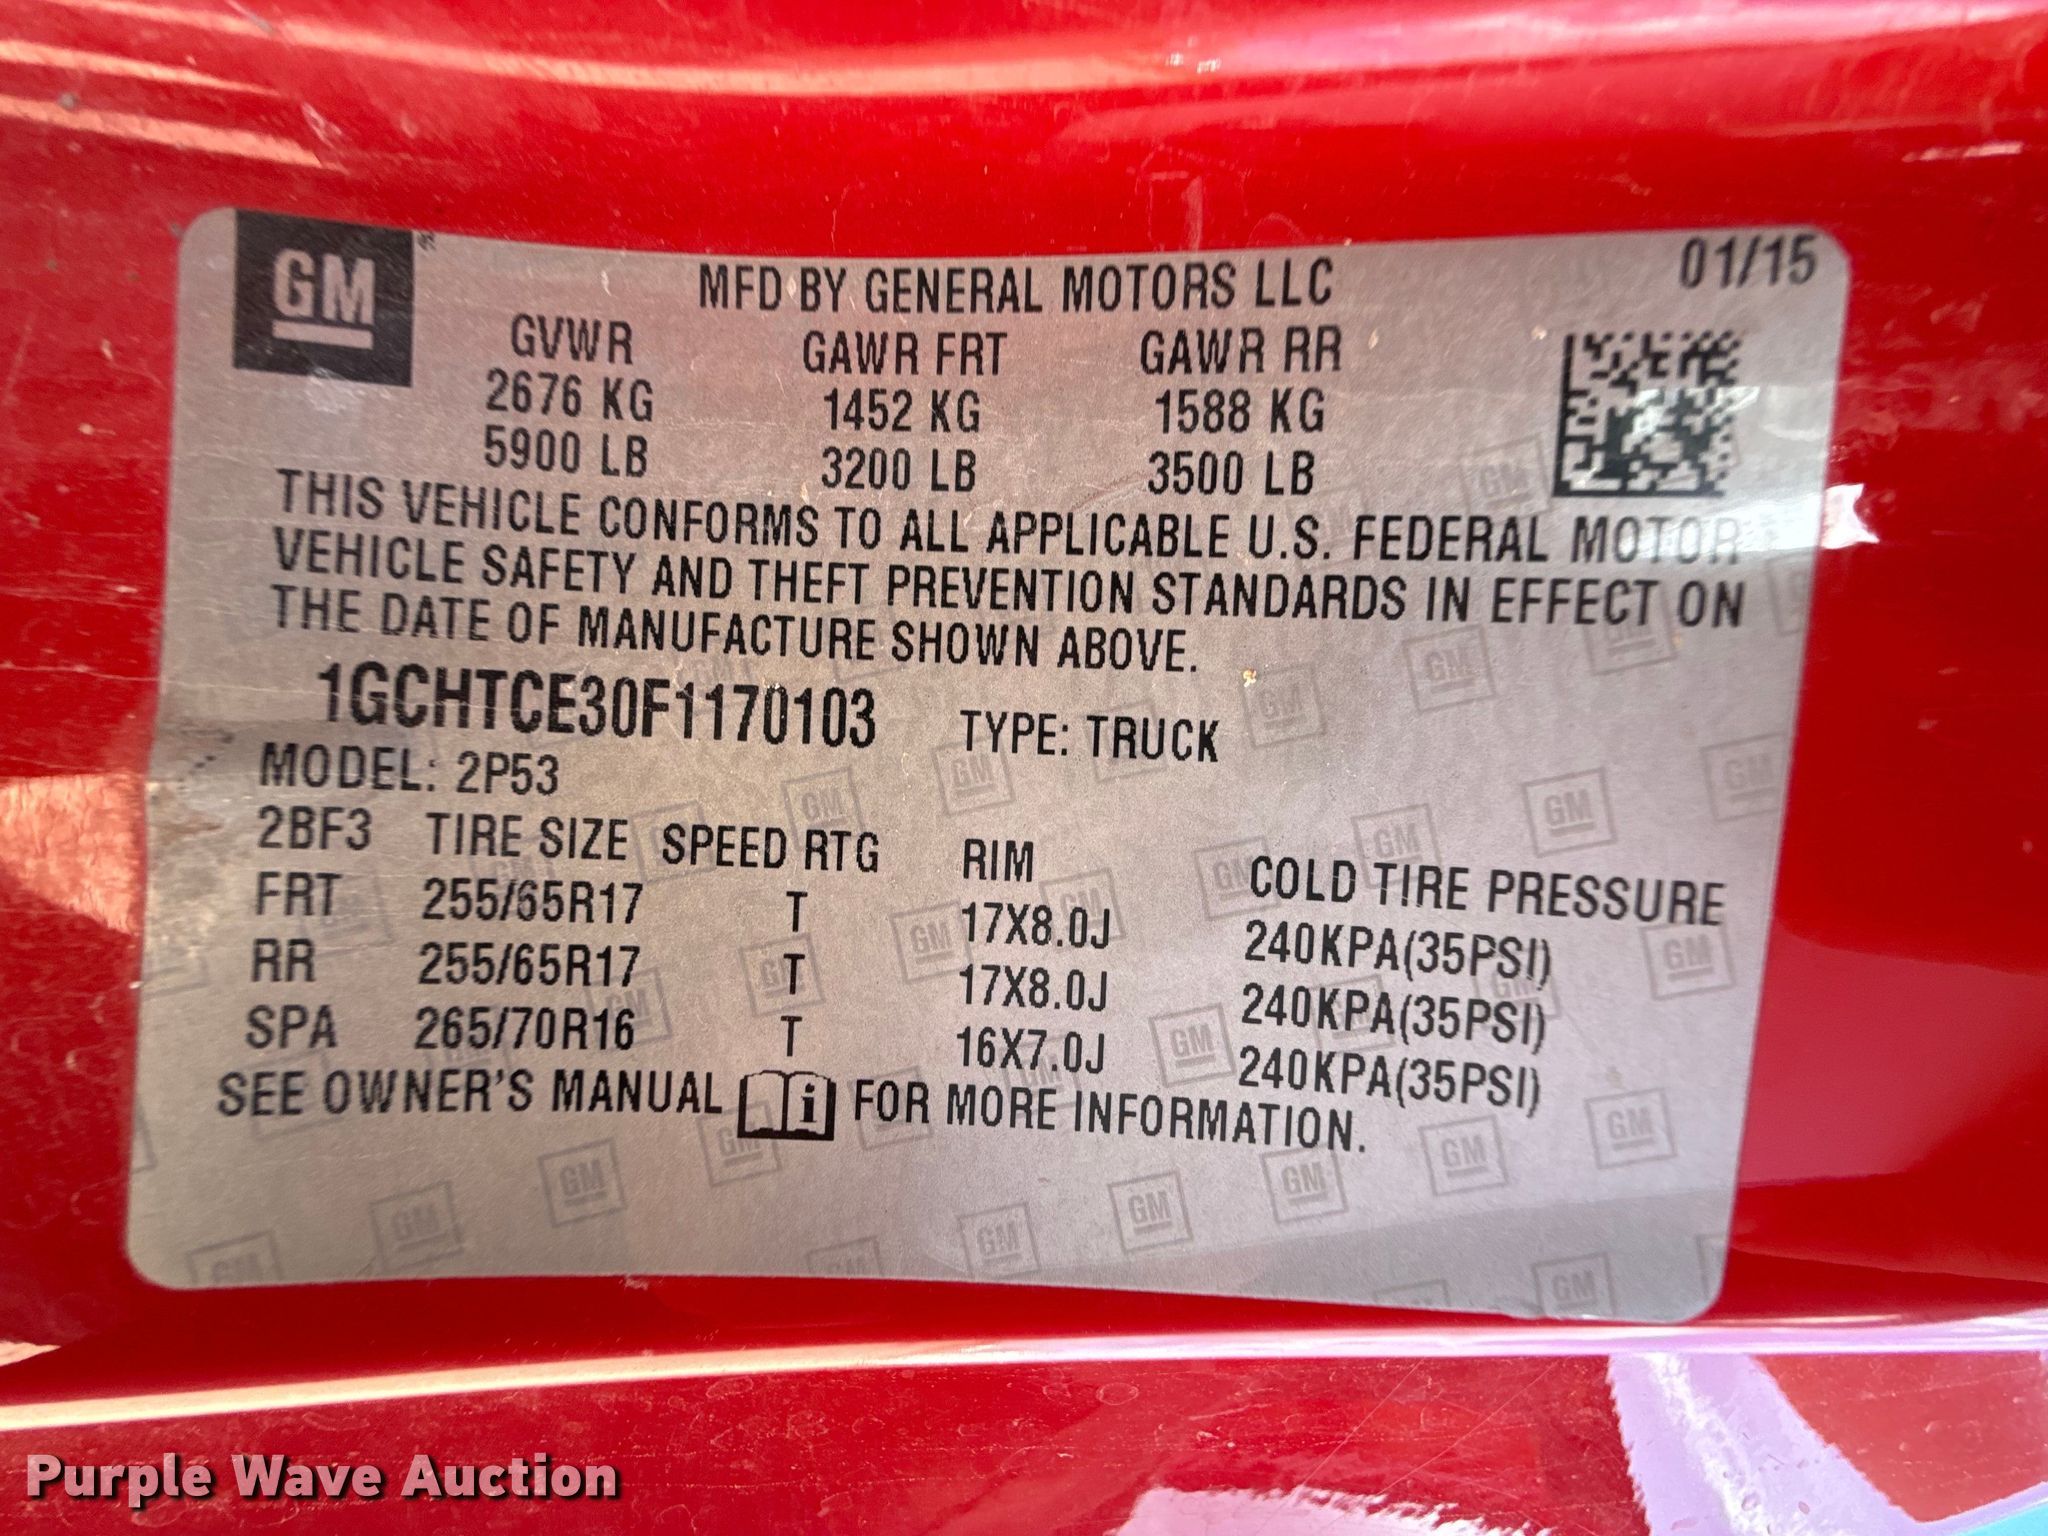 GM
MFD BY GENERAL MOTORS LLC
01/15
GVWR GAWR FRT GAWR RR
2676 KG 1452 KG 1588 KG
5900 LB 3200 LB 3500 LB
THIS VEHICLE CONFORMS TO ALL APPLICABLE U.S. FEDERAL MOTOR
VEHICLE SAFETY AND THEFT PREVENTION STANDARDS IN EFFECT ON
THE DATE OF MANUFACTURE SHOWN ABOVE.
1GCHTCE30F1170103 TYPE: TRUCK
MODEL: 2P53
2BF3 TIRE SIZE SPEED RTG RIM COLD TIRE PRESSURE
FRT 255/65R17 T 17X8.0J 240KPA(35PSI)
RR 255/65R17 T 17X8.0J 240KPA(35PSI)
SPA 265/70R16 T 16X7.0J 240KPA(35PSI)
SEE OWNER'S MANUAL i FOR MORE INFORMATION.
Purple Wave Auction